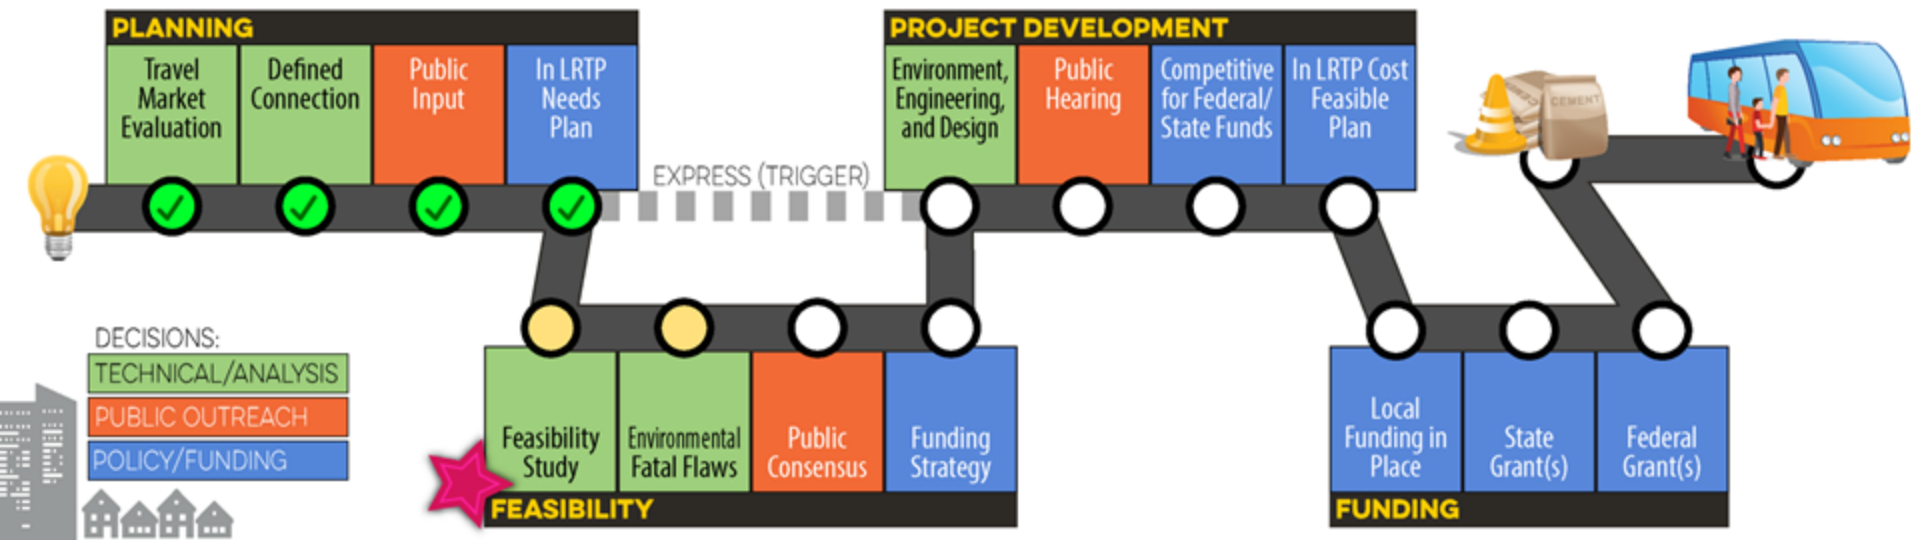 PLANNING
Travel
Market
Evaluation
Defined
Connection
Public
Input
In LRTP
Needs
Plan
EXPRESS (TRIGGER)
PROJECT DEVELOPMENT
Environment,
Engineering,
and Design
Public
Hearing
Competitive
for Federal/
State Funds
In LRTP Cost
Feasible
Plan
CEMENT
DECISIONS:
TECHNICAL/ANALYSIS
PUBLIC OUTREACH
POLICY/FUNDING
Feasibility
Study
Environmental
Fatal Flaws
Public
Consensus
Funding
Strategy
FEASIBILITY
Local
Funding in
Place
State
Grant(s)
Federal
Grant(s)
FUNDING